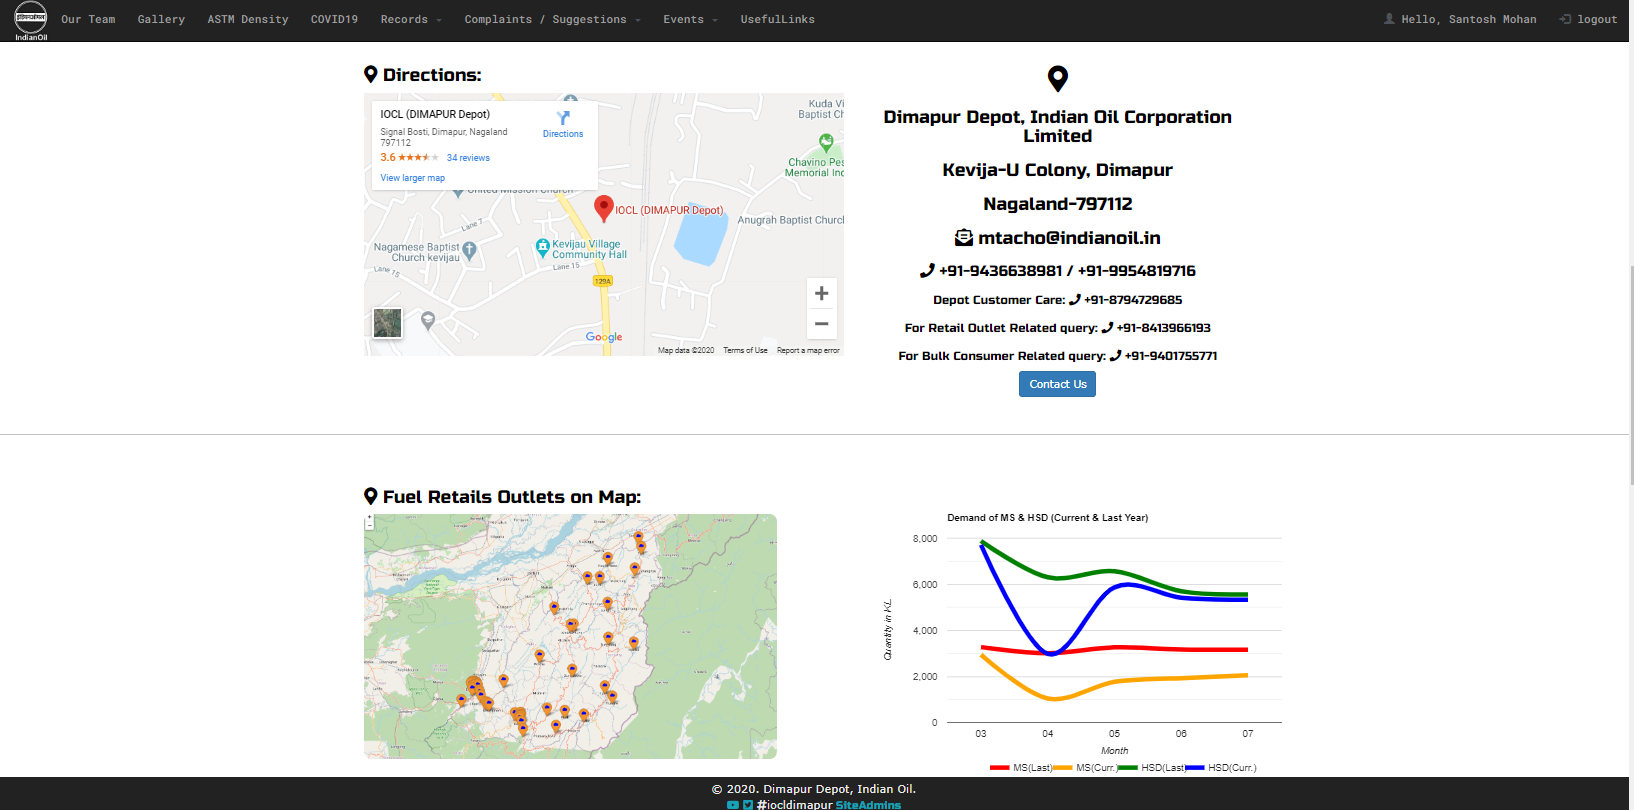 IndianOil
Our Team
Gallery
ASTM Density
COVID19
Records
Complaints / Suggestions
Events
UsefulLinks
Hello, Santosh Mohan
logout
Directions:
IOCL (DIMAPUR Depot)
Signal Bosti, Dimapur, Nagaland
797112
3.6
34 reviews
View larger map
Directions
Kuda Vi
Baptist Ch
Chavino Pes
Memorial Ind
United Mission Church
IOCL (DIMAPUR Depot)
Anugrah Baptist Church
Lane 7
Nagamese Baptist
Church kevijau
Kevijau Village
Community Hall
Lane 15
Lane 15
129A
Google
Map data ©2020
Terms of Use
Report a map error
Dimapur Depot, Indian Oil Corporation
Limited
Kevija-U Colony, Dimapur
Nagaland-797112
mtacho@indianoil.in
+91-9436638981 / +91-9954819716
Depot Customer Care: +91-8794729685
For Retail Outlet Related query: +91-8413966193
For Bulk Consumer Related query: +91-9401755771
Contact Us
Fuel Retails Outlets on Map:
Demand of MS & HSD (Current & Last Year)
8,000
6,000
4,000
2,000
0
Quantity in KL
03
04
05
06
07
Month
MS(Last)
MS(Curr.)
HSD(Last)
HSD(Curr.)
© 2020. Dimapur Depot, Indian Oil.
#iocldimapur SiteAdmins